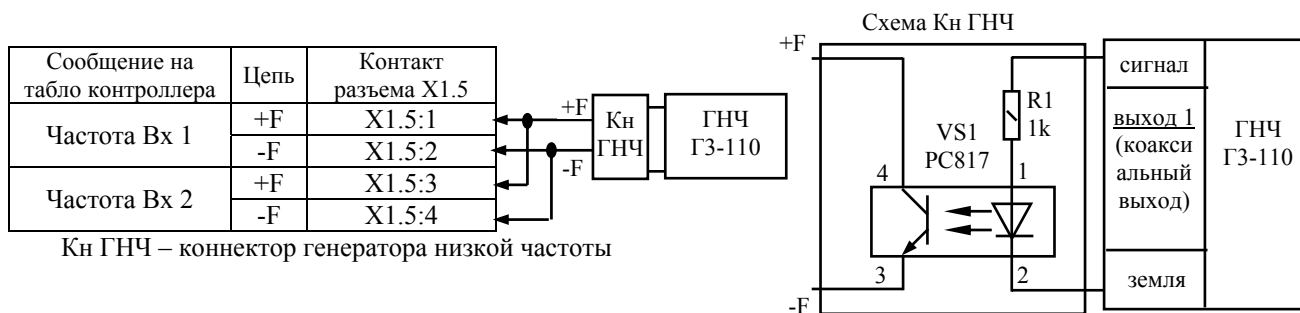 Сообщение на табло контроллера
Цепь
Контакт разъема X1.5
Частота Вх 1
+F
X1.5:1
-F
X1.5:2
Частота Вх 2
+F
X1.5:3
-F
X1.5:4
+F
-F
Кн ГНЧ
ГНЧ
Г3-110
Кн ГНЧ – коннектор генератора низкой частоты
Схема Кн ГНЧ
+F
-F
R1
1k
VS1
PC817
4
1
3
2
сигнал
выход 1
(коакси
альный
выход)
земля
ГНЧ
Г3-110